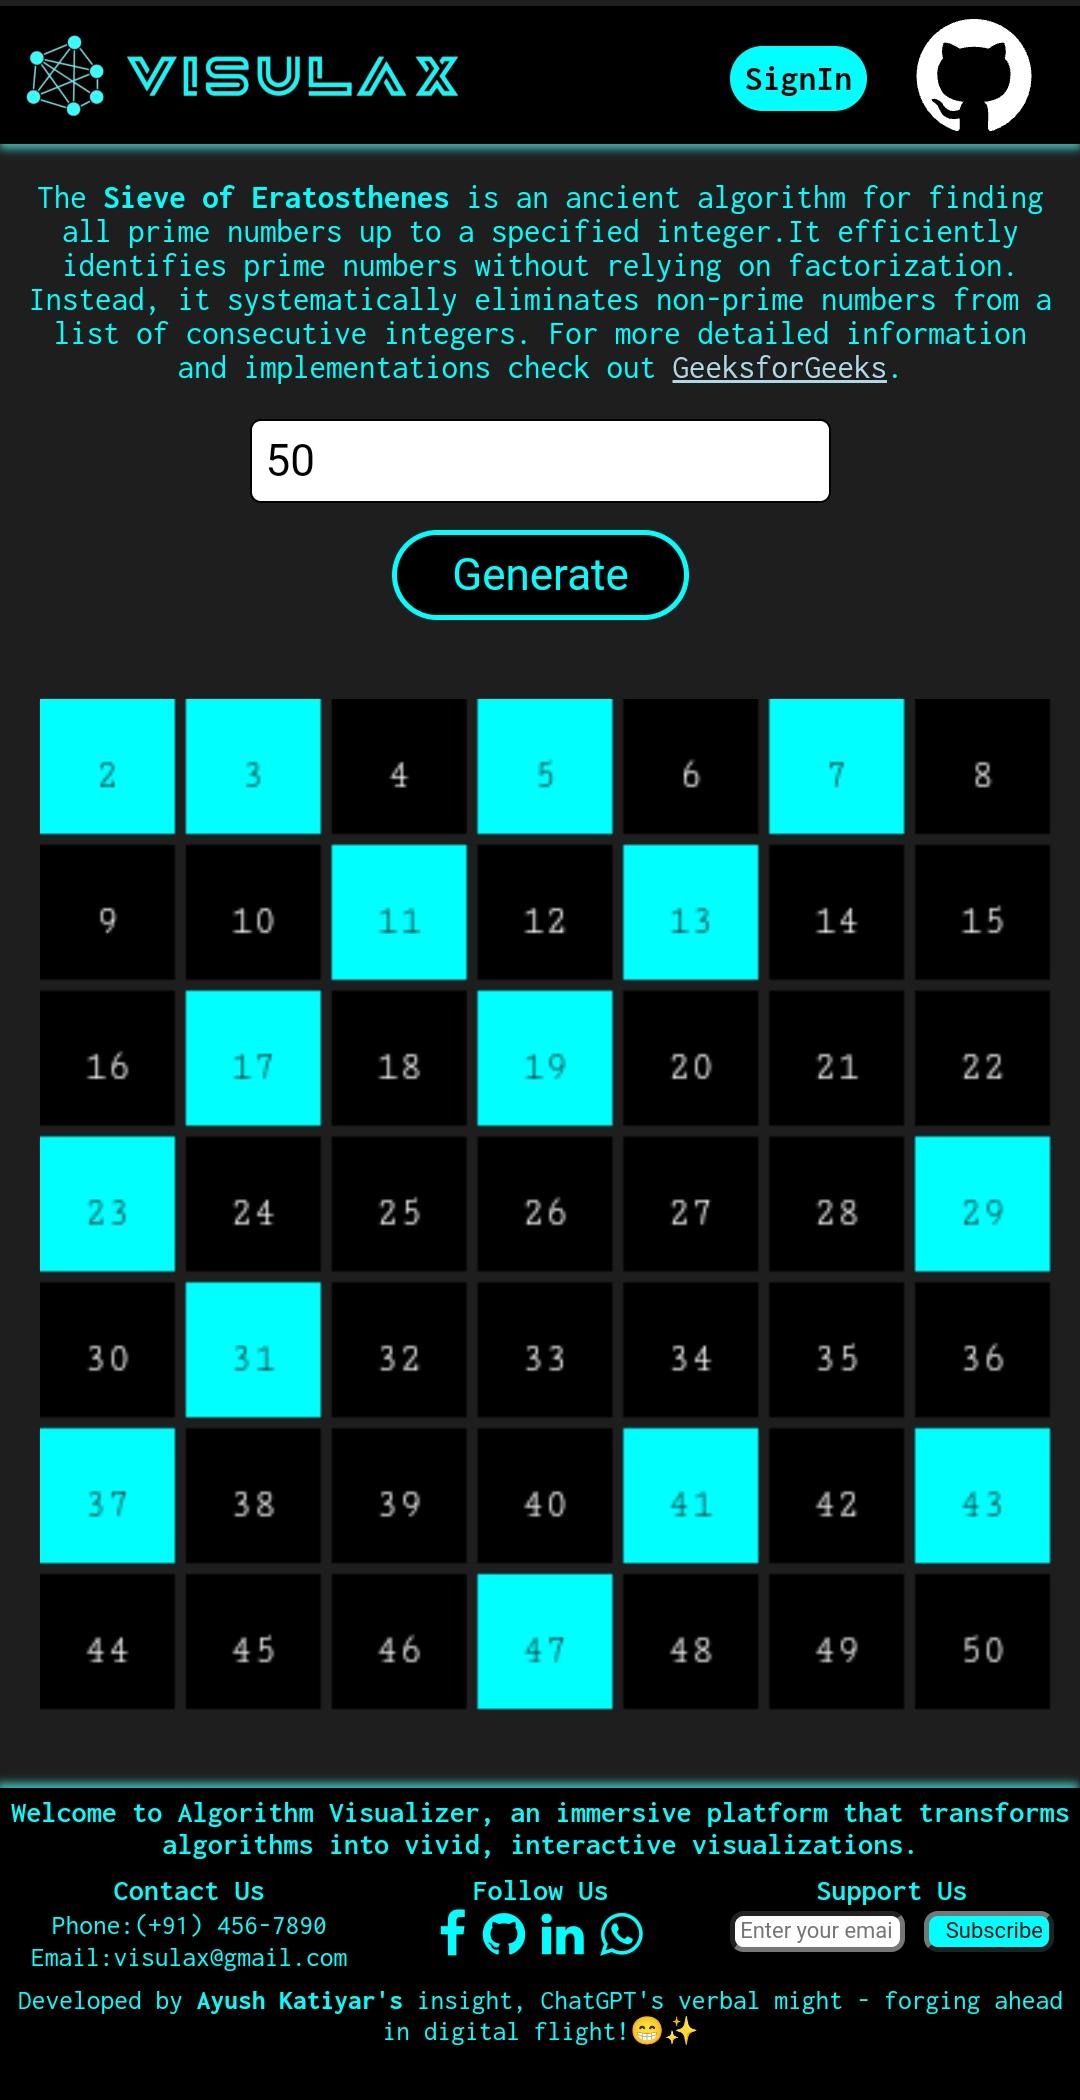 VISULAX SignIn
The Sieve of Eratosthenes is an ancient algorithm for finding
all prime numbers up to a specified integer.It efficiently
identifies prime numbers without relying on factorization.
Instead, it systematically eliminates non-prime numbers from a
list of consecutive integers. For more detailed information
and implementations check out GeeksforGeeks.
50
Generate
2 3 4 5 6 7 8
9 10 11 12 13 14 15
16 17 18 19 20 21 22
23 24 25 26 27 28 29
30 31 32 33 34 35 36
37 38 39 40 41 42 43
44 45 46 47 48 49 50
Welcome to Algorithm Visualizer, an immersive platform that transforms
algorithms into vivid, interactive visualizations.
Contact Us
Phone:(+91) 456-7890
Email:visulax@gmail.com
Follow Us
Support Us
Enter your emai Subscribe
Developed by Ayush Katiyar's insight, ChatGPT's verbal might - forging ahead
in digital flight!😁✨